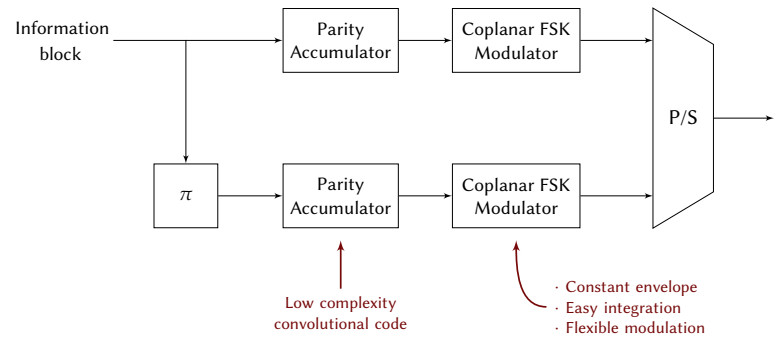 Information
block
Parity
Accumulator
Coplanar FSK
Modulator
P/S
π
Parity
Accumulator
Coplanar FSK
Modulator
Low complexity
convolutional code
· Constant envelope
· Easy integration
· Flexible modulation